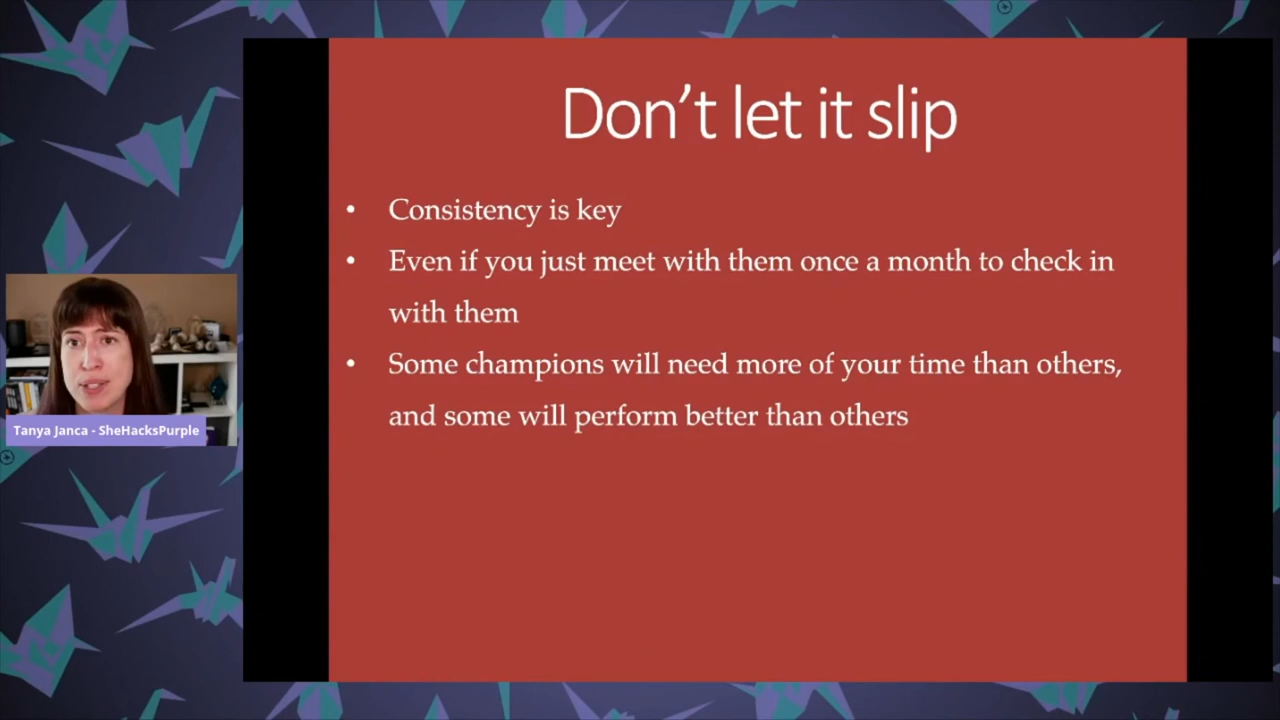 Don't let it slip
• Consistency is key
• Even if you just meet with them once a month to check in
with them
• Some champions will need more of your time than others,
and some will perform better than others
Tanya Janca - SheHacksPurple